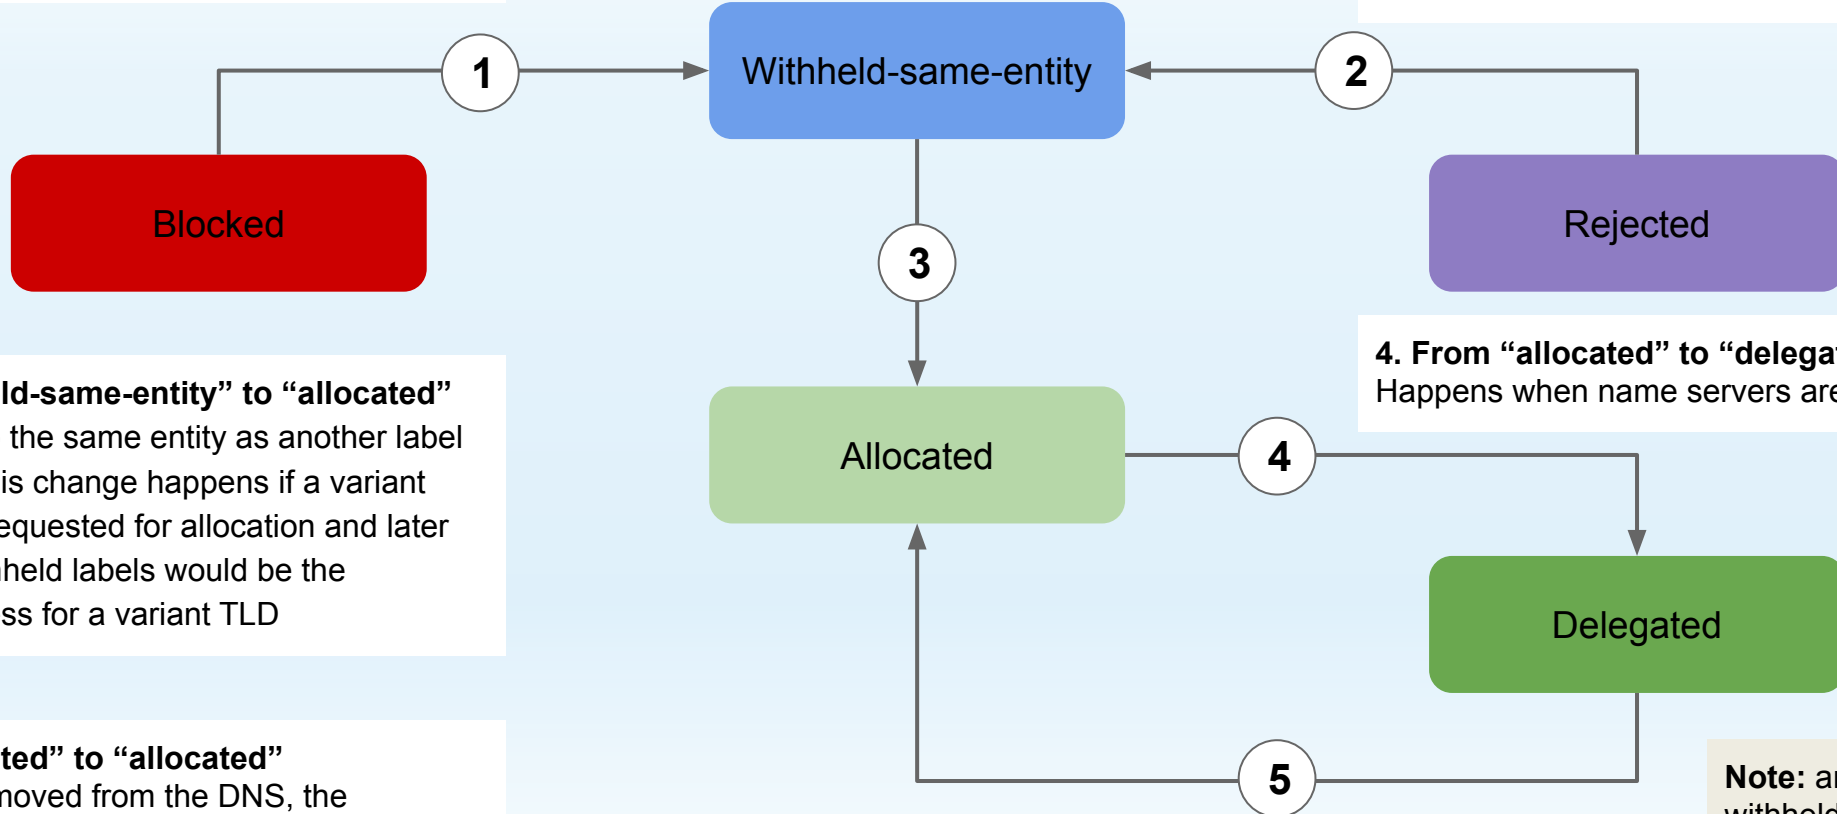 1
Withheld-same-entity
2
Blocked
Rejected
3
4. From “allocated” to “delega
Happens when name servers are
ld-same-entity” to “allocated”
the same entity as another label
is change happens if a variant
equested for allocation and later
held labels would be the
ss for a variant TLD
Allocated
4
Delegated
ted” to “allocated”
moved from the DNS, the
5
Note: a
withheld